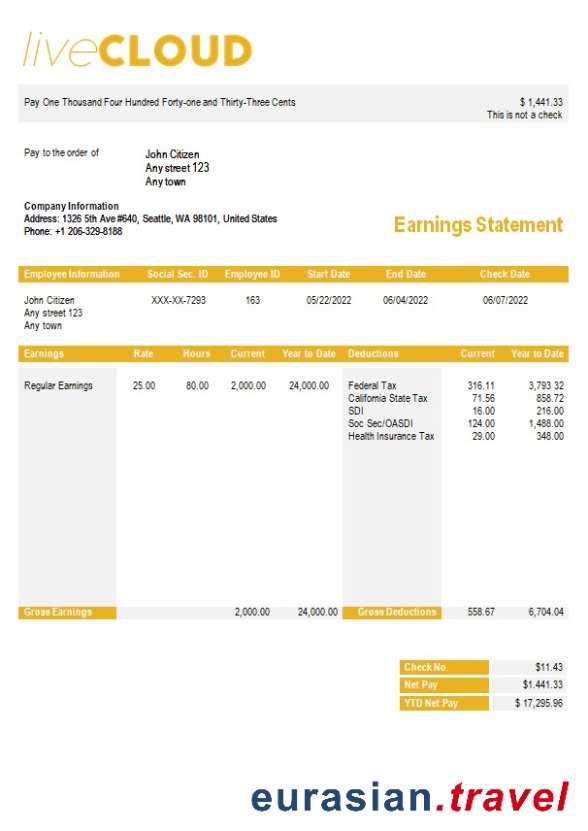 liveCLOUD
Pay One Thousand Four Hundred Forty-one and Thirty-Three Cents $ 1,441.33
This is not a check
Pay to the order of John Citizen
Any street 123
Any town
Company Information
Address: 1326 5th Ave #640, Seattle, WA 98101, United States
Phone: +1 206-329-8188
Earnings Statement
Employee Information Social Sec. ID Employee ID Start Date End Date Check Date
John Citizen XXX-XX-7293 163 05/22/2022 06/04/2022 06/07/2022
Any street 123
Any town
Earnings Rate Hours Current Year to Date Deductions Current Year to Date
Regular Earnings 25.00 80.00 2,000.00 24,000.00 Federal Tax 316.11 3,793 32
California State Tax 71.56 858.72
SDI 16.00 216.00
Soc Sec/OASDI 124.00 1,488.00
Health Insurance Tax 29.00 348.00
Gross Earnings 2,000.00 24,000.00 Gross Deductions 558.67 6,704.04
Check No. $11.43
Net Pay $1.441.33
YTD Net Pay $ 17,295.96
eurasian.travel